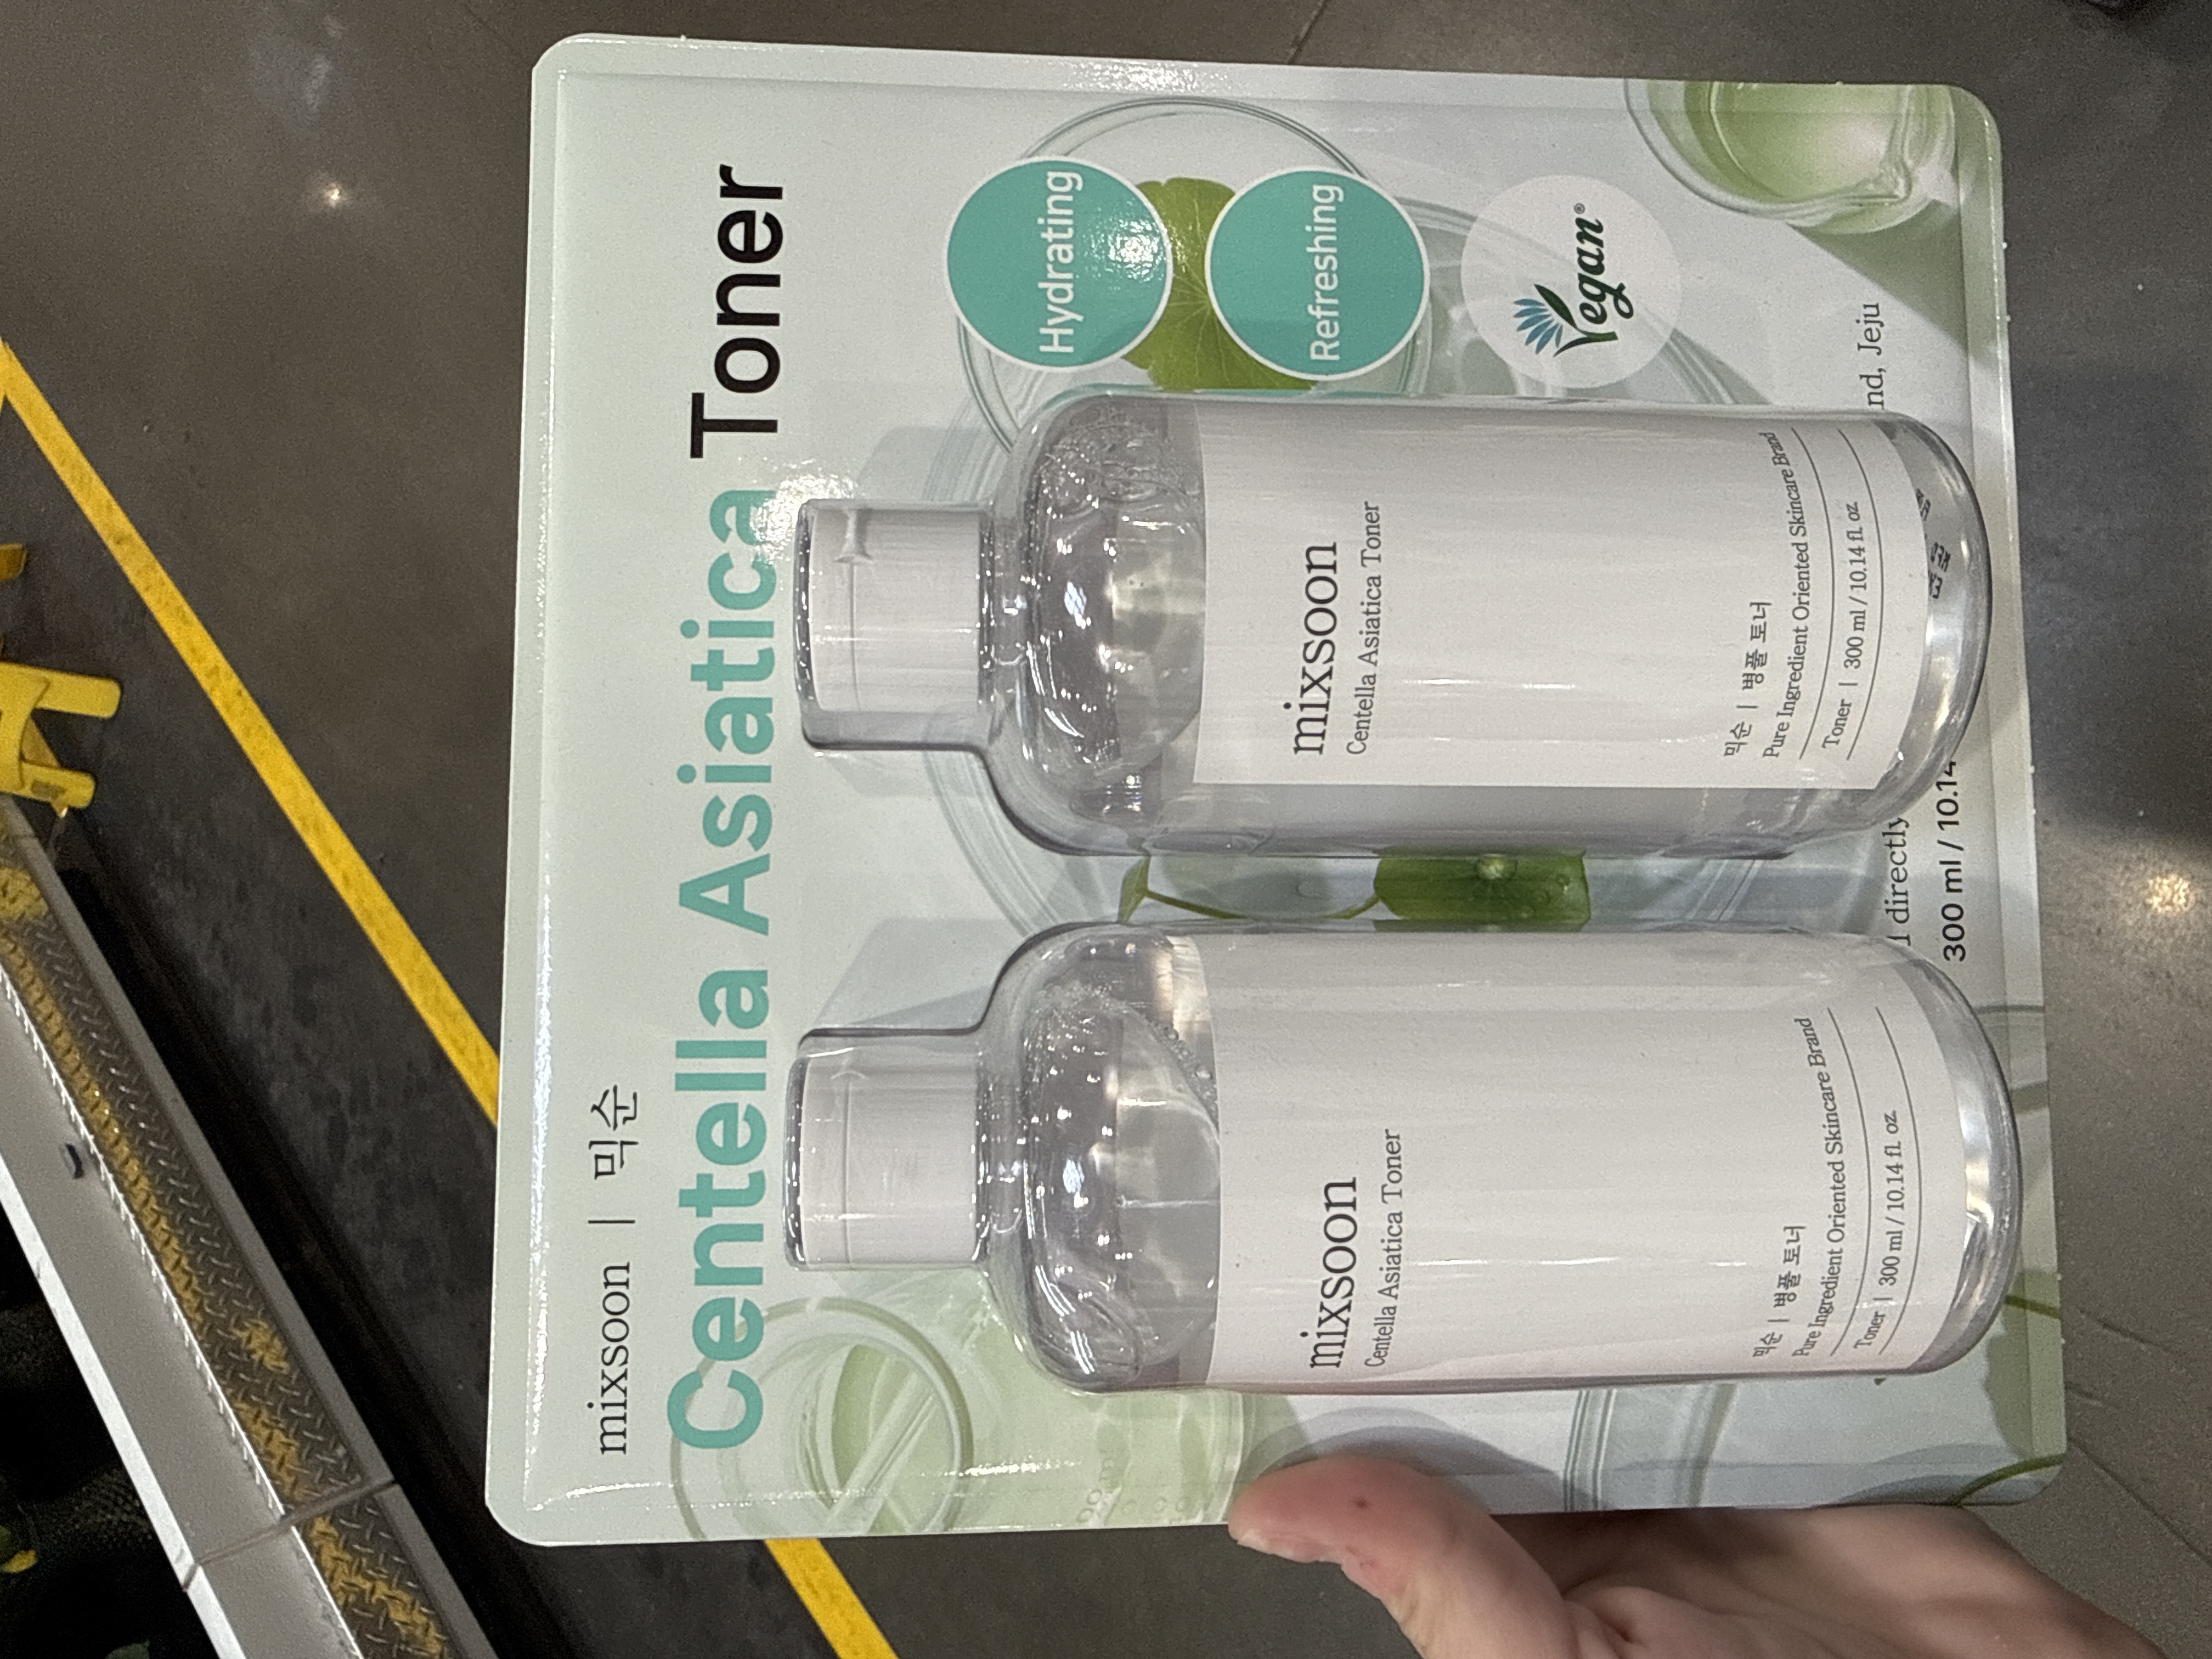 mixsoon | 믹순
Centella Asiatica Toner
Hydrating
Refreshing
Vegan®
mixsoon
Centella Asiatica Toner
믹순 | 병풀 토너
Pure Ingredient Oriented Skincare Brand
Toner | 300 ml / 10.14 fl. oz
mixsoon
Centella Asiatica Toner
믹순 | 병풀 토너
Pure Ingredient Oriented Skincare Brand
Toner | 300 ml / 10.14 fl. oz
directly
nd, Jeju
300 ml / 10.14